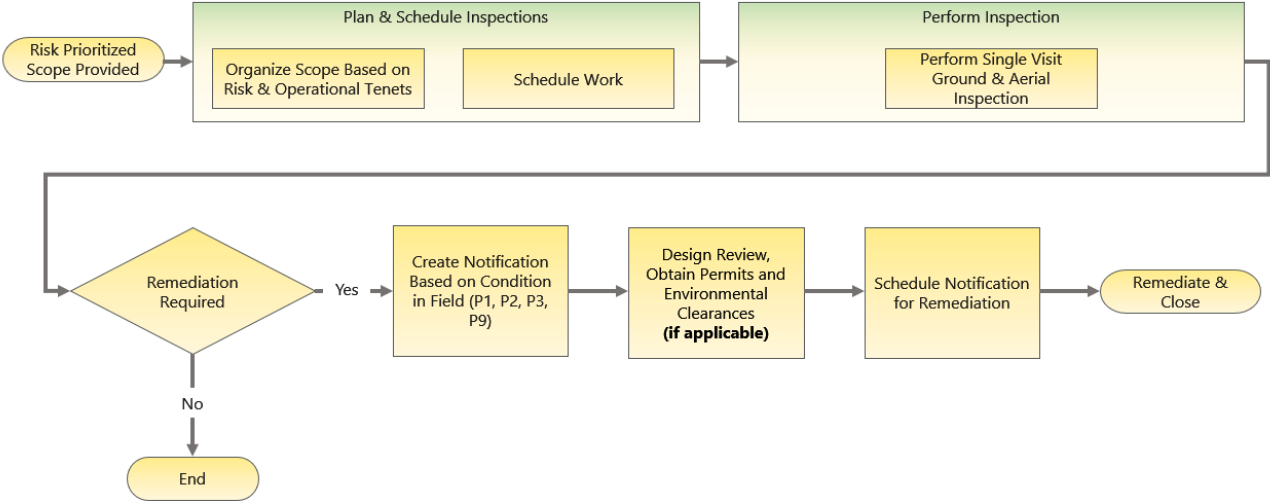 Plan & Schedule Inspections
Perform Inspection
Risk Prioritized
Scope Provided
Organize Scope Based on
Risk & Operational Tenets
Schedule Work
Perform Single Visit
Ground & Aerial
Inspection
Remediation
Required
Yes
Create Notification
Based on Condition
in Field (P1, P2, P3,
P9)
Design Review,
Obtain Permits and
Environmental
Clearances
(if applicable)
Schedule Notification
for Remediation
Remediate &
Close
No
End